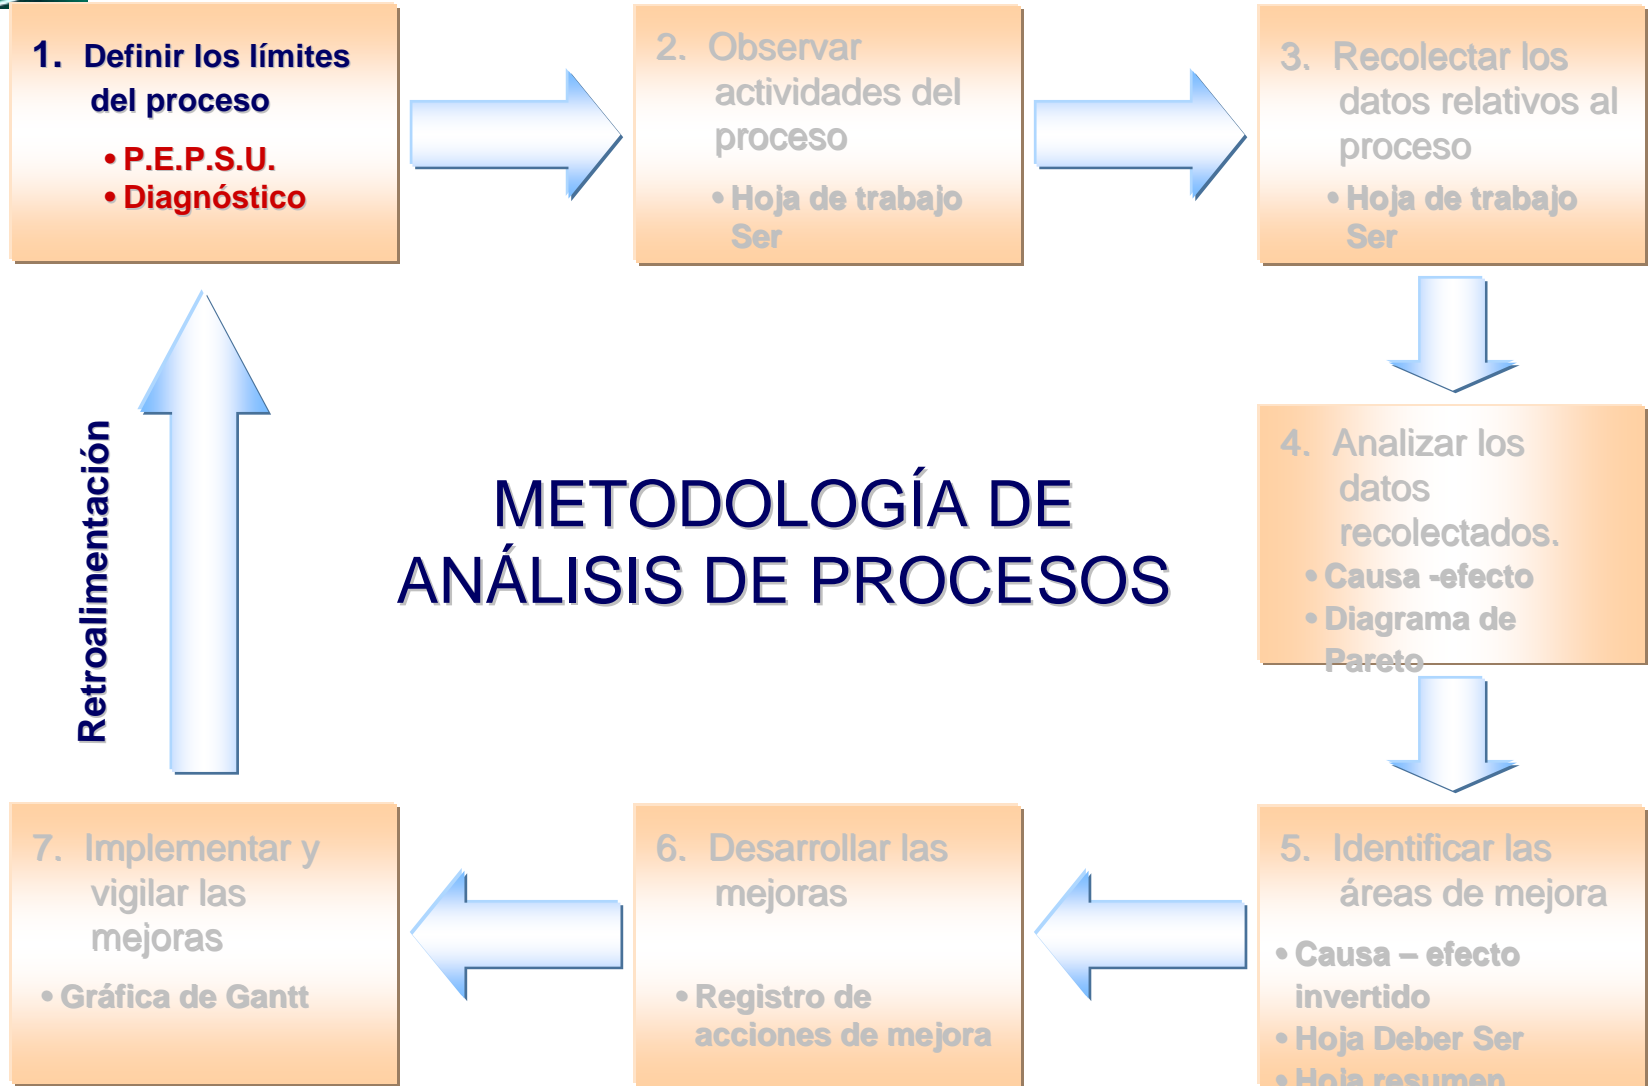 1. Definir los límites
del proceso
• P.E.P.S.U.
• Diagnóstico
2. Observar
actividades del
proceso
• Hoja de trabajo
Ser
3. Recolectar los
datos relativos al
proceso
• Hoja de trabajo
Ser
4. Analizar los
datos
recolectados.
• Causa -efecto
• Diagrama de
Pareto
5. Identificar las
áreas de mejora
• Causa – efecto
invertido
• Hoja Deber Ser
• Hoja resumen
6. Desarrollar las
mejoras
• Registro de
acciones de mejora
7. Implementar y
vigilar las
mejoras
• Gráfica de Gantt
Retroalimentación
METODOLOGÍA DE
ANÁLISIS DE PROCESOS